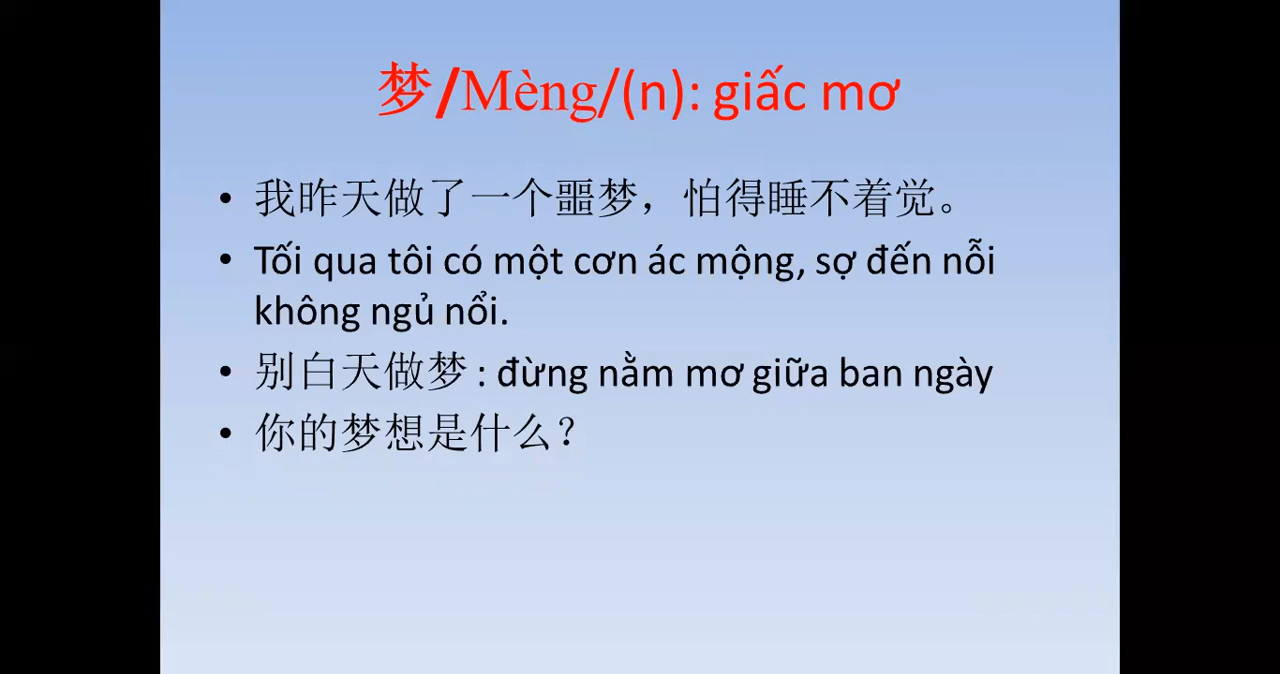 梦/Mèng/(n): giấc mơ
• 我昨天做了一个噩梦，怕得睡不着觉。
• Tối qua tôi có một cơn ác mộng, sợ đến nỗi
không ngủ nổi.
• 别白天做梦 : đừng nằm mơ giữa ban ngày
• 你的梦想是什么？